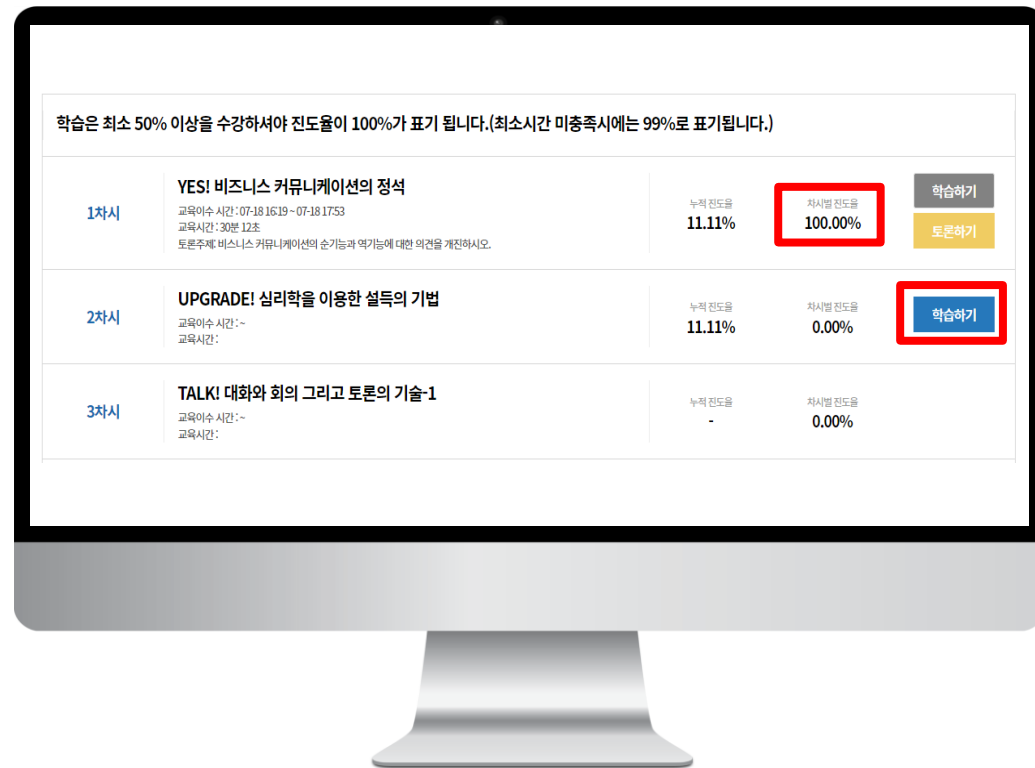 학습은 최소 50% 이상을 수강하셔야 진도율이 100%가 표기 됩니다.(최소시간 미충족시에는 99%로 표기됩니다.)
1차시
YES! 비즈니스 커뮤니케이션의 정석
교육이수 시간 : 07-18 16:19 ~ 07-18 17:53
교육시간 : 30분 12초
토론주제: 비스니스 커뮤니케이션의 순기능과 역기능에 대한 의견을 개진하시오.
누적 진도율
11.11%
차시별 진도율
100.00%
학습하기
토론하기
2차시
UPGRADE! 심리학을 이용한 설득의 기법
교육이수 시간 : ~
교육시간 :
누적 진도율
11.11%
차시별 진도율
0.00%
학습하기
3차시
TALK! 대화와 회의 그리고 토론의 기술-1
교육이수 시간 : ~
교육시간 :
누적 진도율
-
차시별 진도율
0.00%